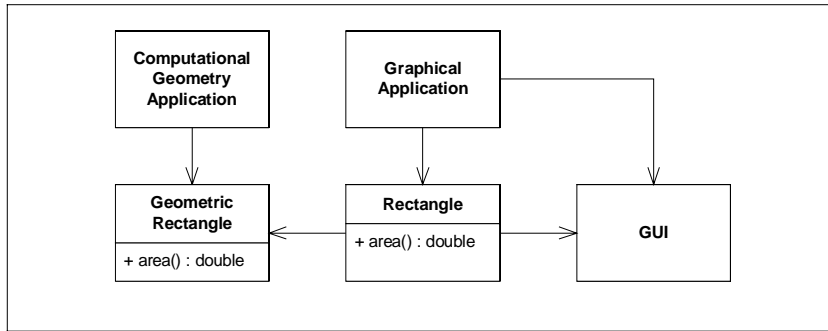 Computational
Geometry
Application
Graphical
Application
Geometric
Rectangle
+ area() : double
Rectangle
+ area() : double
GUI